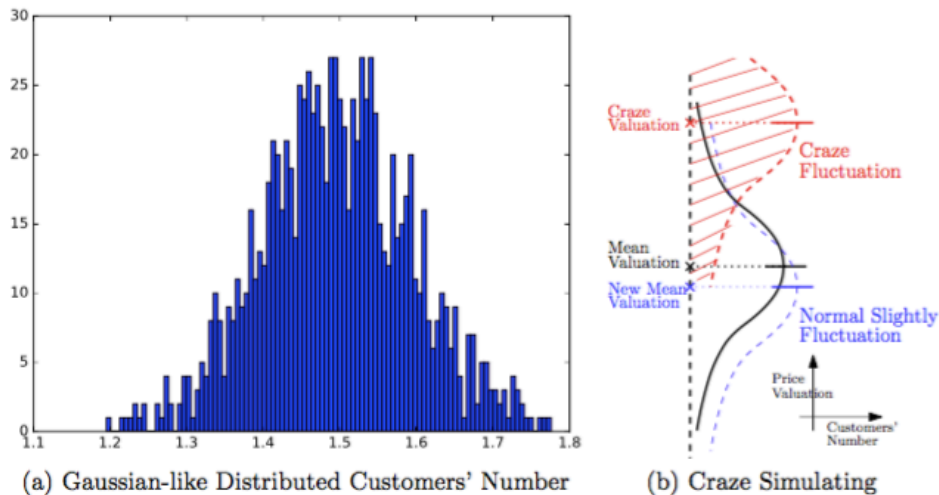 30
25
20
15
10
5
0
1.1 1.2 1.3 1.4 1.5 1.6 1.7 1.8
(a) Gaussian-like Distributed Customers' Number
Craze
Valuation
Craze
Fluctuation
Mean
Valuation
New Mean
Valuation
Normal Slightly
Fluctuation
Price
Valuation
Customers'
Number
(b) Craze Simulating